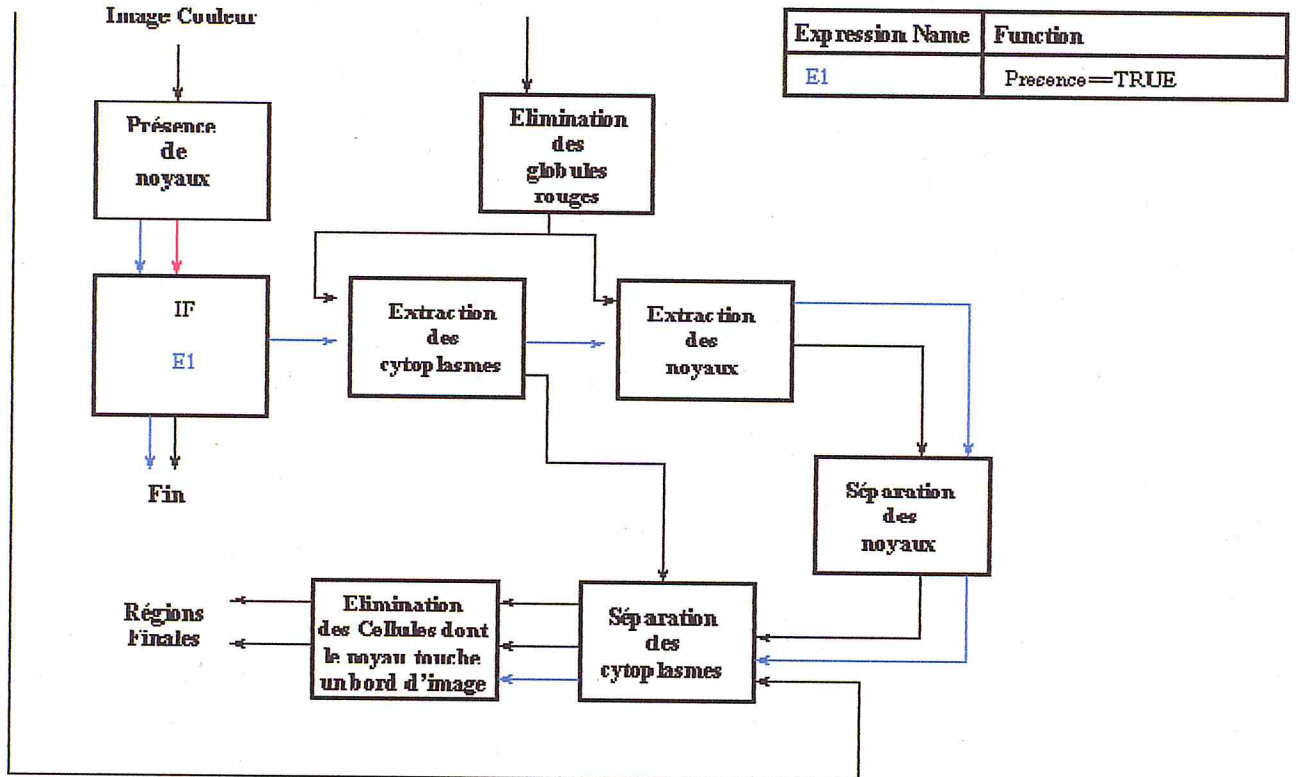 Image Couleur
Expression Name Function
E1 Presence==TRUE
Présence
de
noyaux
Elimination
des
globules
rouges
IF
E1
Extraction
des
cytoplasmes
Extraction
des
noyaux
Fin
Séparation
des
noyaux
Régions
Finales
Elimination
des Cellules dont
le noyau touche
un bord d'image
Séparation
des
cytoplasmes